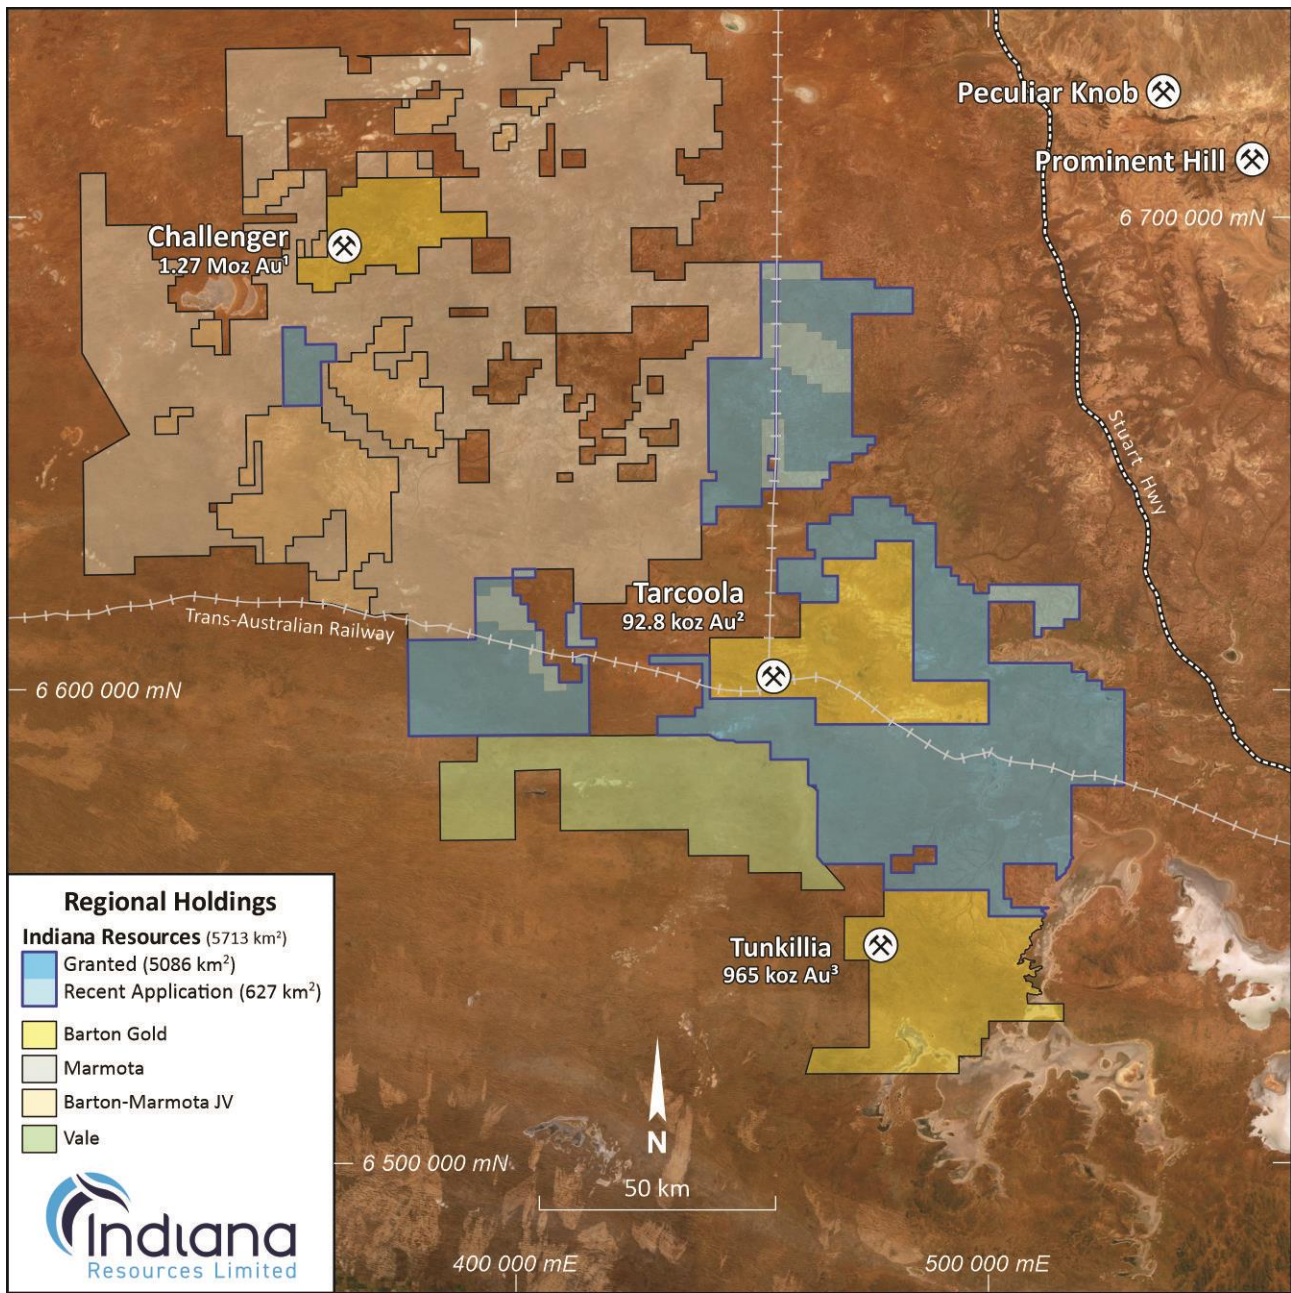 Peculiar Knob
Prominent Hill
6 700 000 mN
Challenger
1.27 Moz Au¹
Stuart Hwy
Tarcoola
92.8 koz Au²
Trans-Australian Railway
6 600 000 mN
Tunkillia
965 koz Au³
Regional Holdings
Indiana Resources (5713 km²)
Granted (5086 km²)
Recent Application (627 km²)
Barton Gold
Marmota
Barton-Marmota JV
Vale
Indiana
Resources Limited
N
50 km
6 500 000 mN
400 000 mE
500 000 mE